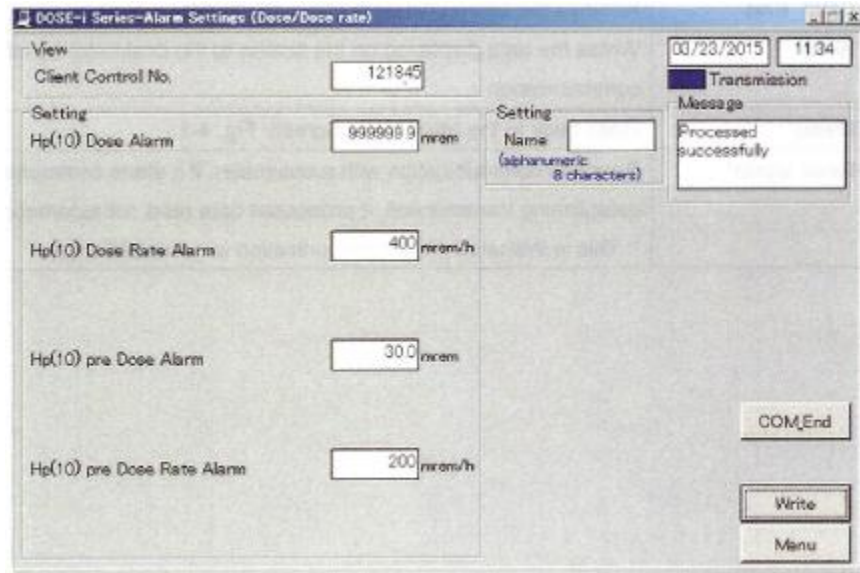 DOSE-i Series-Alarm Settings (Dose/Dose rate)
View
Client Control No. 121845
03/23/2015 11:34
Transmission
Setting
Hp(10) Dose Alarm 999999.9 mrem
Hp(10) Dose Rate Alarm 400 mrem/h
Hp(10) pre Dose Alarm 30.0 mrem
Hp(10) pre Dose Rate Alarm 200 mrem/h
Setting
Name
(alphanumeric
8 characters)
Message
Processed
successfully
COM.End
Write
Menu